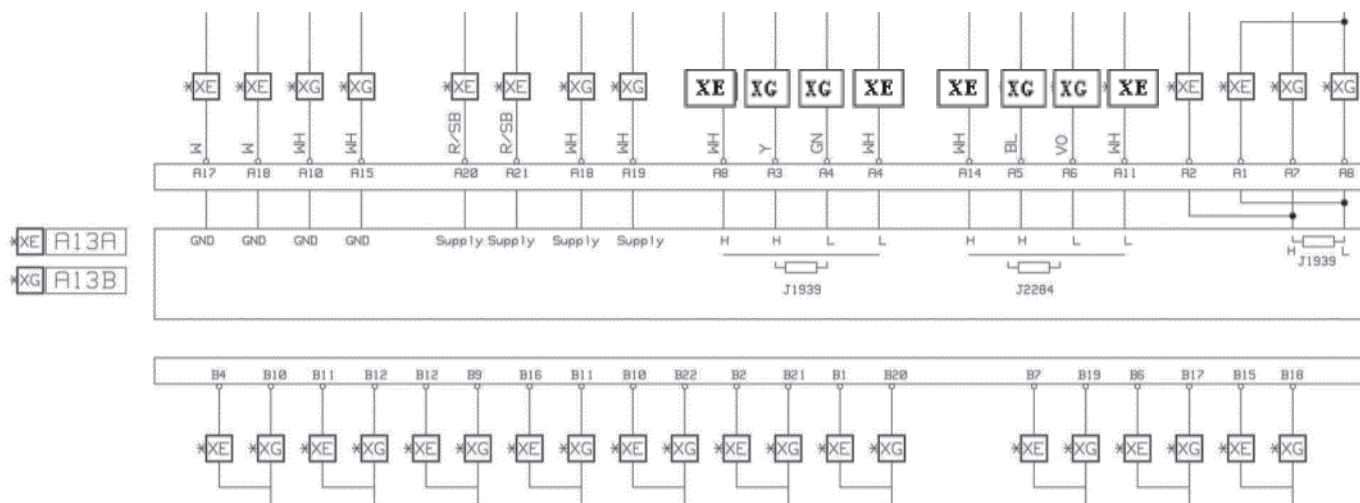 *XE *XE *XG *XG *XE *XE *XG *XG XE XG XG XE XE XG XG XE *XE *XE *XG *XG
W W WH WH R/SB R/SB WH WH WH Y GN WH WH BL VO WH
A17 A18 A10 A15 A20 A21 A18 A19 A8 A3 A4 A4 A14 A5 A6 A11 A2 A1 A7 A8
*XE A13A GND GND GND GND Supply Supply Supply Supply H H L L H H L L H L
J1939 J2284 J1939
*XG A13B
B4 B10 B11 B12 B12 B9 B16 B11 B10 B22 B2 B21 B1 B20 B7 B19 B6 B17 B15 B18
*XE *XG *XE *XG *XE *XG *XE *XG *XE *XG *XE *XG *XE *XG *XE *XG *XE *XG *XE *XG